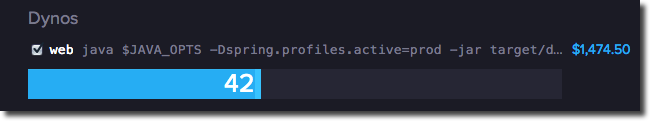 Dynos
web java $JAVA_OPTS -Dspring.profiles.active=prod -jar target/d… $1,474.50
42